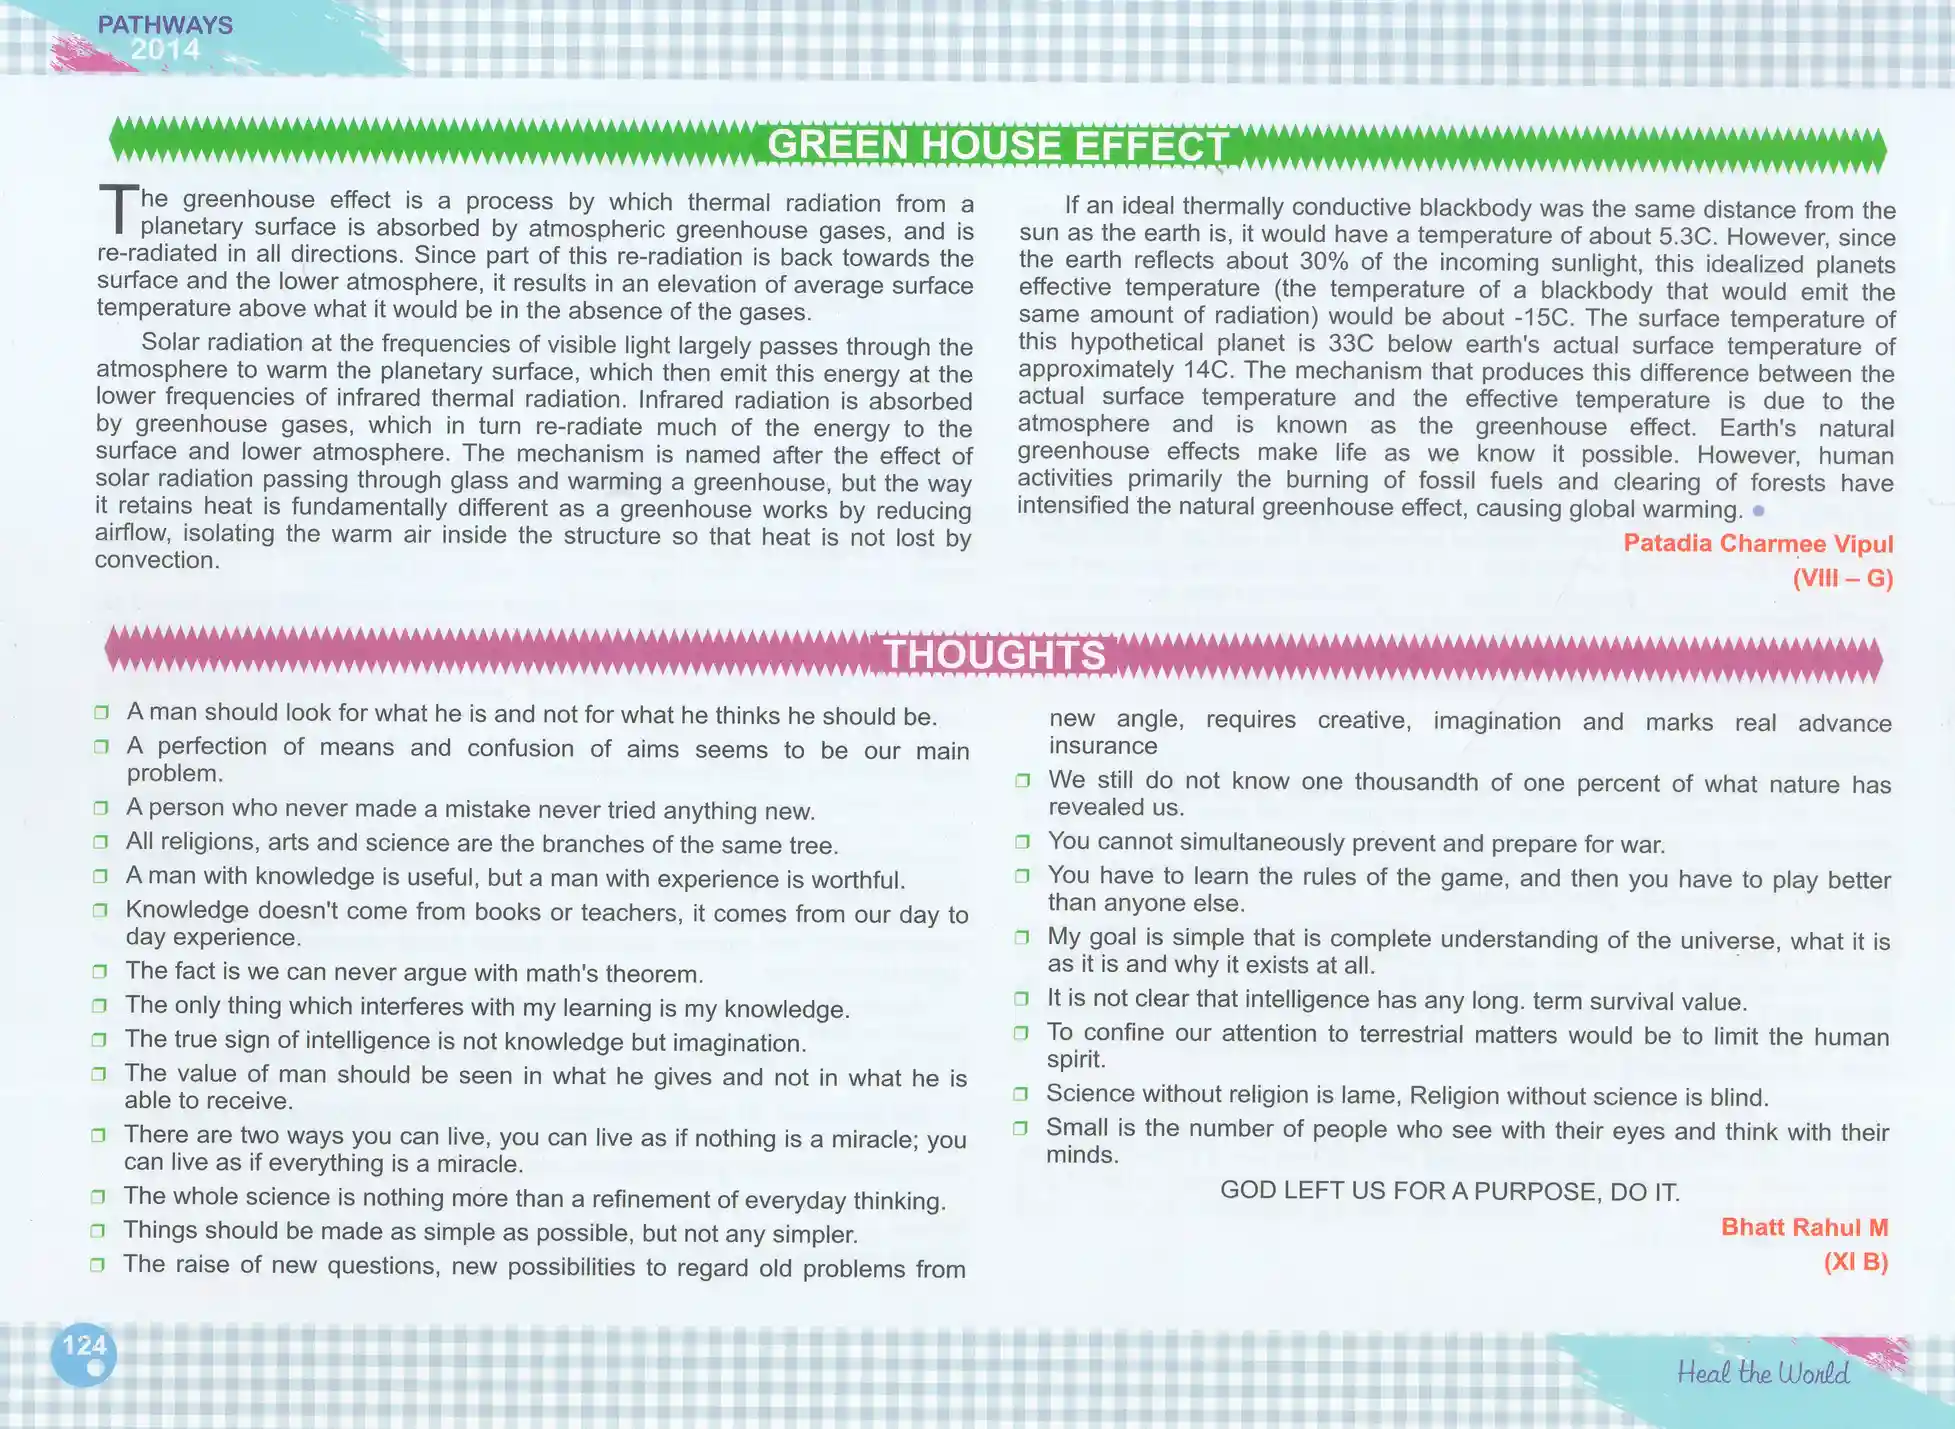 PATHWAYS
2014
GREEN HOUSE EFFECT
The greenhouse effect is a process by which thermal radiation from a
planetary surface is absorbed by atmospheric greenhouse gases, and is
re-radiated in all directions. Since part of this re-radiation is back towards the
surface and the lower atmosphere, it results in an elevation of average surface
temperature above what it would be in the absence of the gases.
Solar radiation at the frequencies of visible light largely passes through the
atmosphere to warm the planetary surface, which then emit this energy at the
lower frequencies of infrared thermal radiation. Infrared radiation is absorbed
by greenhouse gases, which in turn re-radiate much of the energy to the
surface and lower atmosphere. The mechanism is named after the effect of
solar radiation passing through glass and warming a greenhouse, but the way
it retains heat is fundamentally different as a greenhouse works by reducing
airflow, isolating the warm air inside the structure so that heat is not lost by
convection.
If an ideal thermally conductive blackbody was the same distance from the
sun as the earth is, it would have a temperature of about 5.3C. However, since
the earth reflects about 30% of the incoming sunlight, this idealized planets
effective temperature (the temperature of a blackbody that would emit the
same amount of radiation) would be about -15C. The surface temperature of
this hypothetical planet is 33C below earth's actual surface temperature of
approximately 14C. The mechanism that produces this difference between the
actual surface temperature and the effective temperature is due to the
atmosphere and is known as the greenhouse effect. Earth's natural
greenhouse effects make life as we know it possible. However, human
activities primarily the burning of fossil fuels and clearing of forests have
intensified the natural greenhouse effect, causing global warming. •
Patadia Charmee Vipul
(VIII – G)
THOUGHTS
❒ A man should look for what he is and not for what he thinks he should be.
❒ A perfection of means and confusion of aims seems to be our main
problem.
❒ A person who never made a mistake never tried anything new.
❒ All religions, arts and science are the branches of the same tree.
❒ A man with knowledge is useful, but a man with experience is worthful.
❒ Knowledge doesn't come from books or teachers, it comes from our day to
day experience.
❒ The fact is we can never argue with math's theorem.
❒ The only thing which interferes with my learning is my knowledge.
❒ The true sign of intelligence is not knowledge but imagination.
❒ The value of man should be seen in what he gives and not in what he is
able to receive.
❒ There are two ways you can live, you can live as if nothing is a miracle; you
can live as if everything is a miracle.
❒ The whole science is nothing more than a refinement of everyday thinking.
❒ Things should be made as simple as possible, but not any simpler.
❒ The raise of new questions, new possibilities to regard old problems from
new angle, requires creative, imagination and marks real advance
insurance
❒ We still do not know one thousandth of one percent of what nature has
revealed us.
❒ You cannot simultaneously prevent and prepare for war.
❒ You have to learn the rules of the game, and then you have to play better
than anyone else.
❒ My goal is simple that is complete understanding of the universe, what it is
as it is and why it exists at all.
❒ It is not clear that intelligence has any long. term survival value.
❒ To confine our attention to terrestrial matters would be to limit the human
spirit.
❒ Science without religion is lame, Religion without science is blind.
❒ Small is the number of people who see with their eyes and think with their
minds.
GOD LEFT US FOR A PURPOSE, DO IT.
Bhatt Rahul M
(XI B)
124
Heal the World